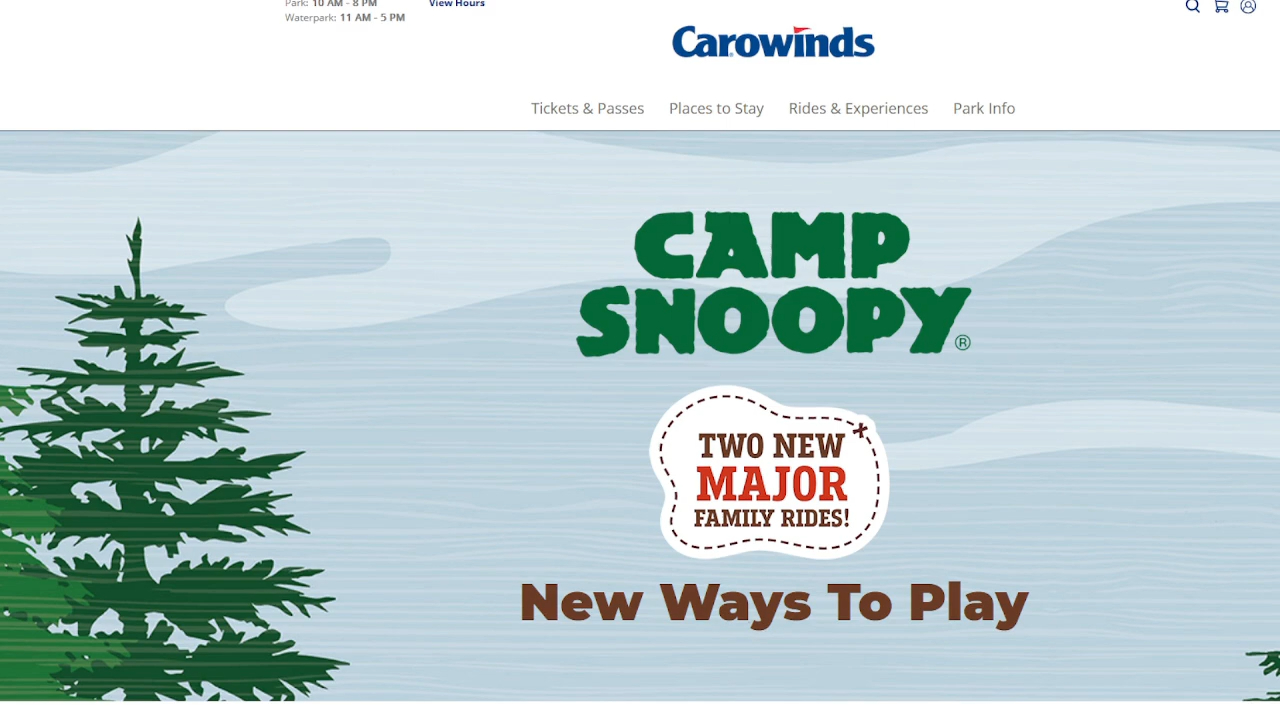 Park: 10 AM - 8 PM
View Hours
Waterpark: 11 AM - 5 PM
Carowinds
Tickets & Passes
Places to Stay
Rides & Experiences
Park Info
CAMP
SNOOPY®
TWO NEW
MAJOR
FAMILY RIDES!
New Ways To Play